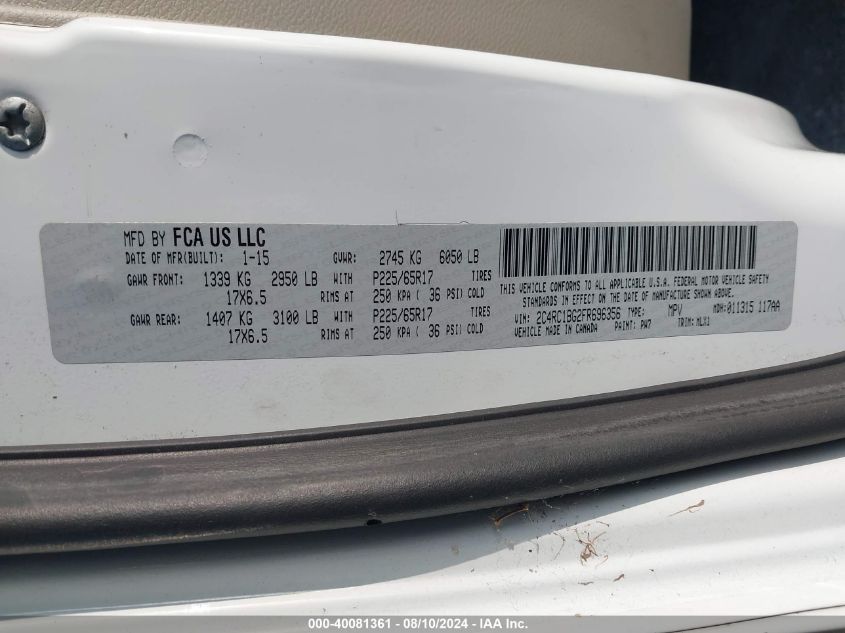 MFD BY FCA US LLC
DATE OF MFR(BUILT): 1-15 GVWR: 2745 KG 6050 LB
GAWR FRONT: 1339 KG 2950 LB WITH P225/65R17 TIRES
17X6.5 RIMS AT 250 KPA ( 36 PSI) COLD
GAWR REAR: 1407 KG 3100 LB WITH P225/65R17 TIRES
17X6.5 RIMS AT 250 KPA ( 36 PSI) COLD
THIS VEHICLE CONFORMS TO ALL APPLICABLE U.S.A. FEDERAL MOTOR VEHICLE SAFETY
STANDARDS IN EFFECT ON THE DATE OF MANUFACTURE SHOWN ABOVE.
VIN: 2C4RC1BG2FR696356 TYPE: MPV MDH: 011315 117AA
VEHICLE MADE IN CANADA PAINT: PW7 TRIM: MLX1
000-40081361 - 08/10/2024 - IAA Inc.